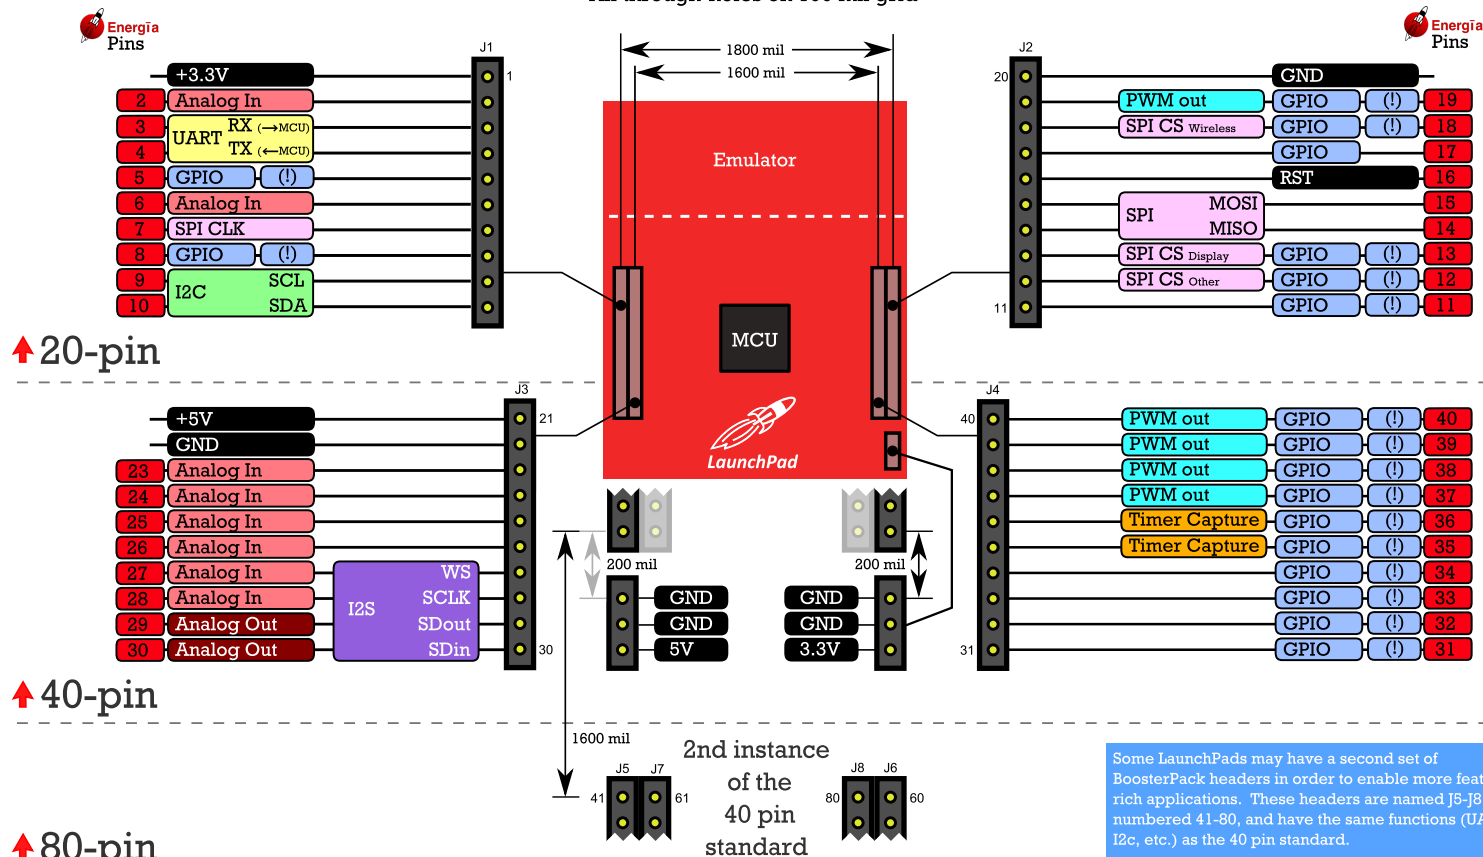 Energīa
Pins
J1
+3.3V
1
2 Analog In
3 UART RX (→MCU)
4 TX (←MCU)
5 GPIO (!)
6 Analog In
7 SPI CLK
8 GPIO (!)
9 I2C SCL
10 SDA
20-pin
1800 mil
1600 mil
Emulator
MCU
LaunchPad
Energīa
Pins
J2
20 GND
PWM out GPIO (!) 19
SPI CS Wireless GPIO (!) 18
GPIO 17
RST 16
SPI MOSI 15
MISO 14
SPI CS Display GPIO (!) 13
SPI CS Other GPIO (!) 12
11 GPIO (!) 11
J3
+5V 21
GND
23 Analog In
24 Analog In
25 Analog In
26 Analog In
27 Analog In I2S WS
28 Analog In SCLK
29 Analog Out SDout
30 Analog Out SDin 30
40-pin
200 mil
200 mil
GND GND
GND GND
5V 3.3V
J4
40 PWM out GPIO (!) 40
PWM out GPIO (!) 39
PWM out GPIO (!) 38
PWM out GPIO (!) 37
Timer Capture GPIO (!) 36
Timer Capture GPIO (!) 35
GPIO (!) 34
GPIO (!) 33
GPIO (!) 32
31 GPIO (!) 31
1600 mil
2nd instance
of the
40 pin
standard
J5 J7
41 61
J8 J6
80 60
80-pin
Some LaunchPads may have a second set of
BoosterPack headers in order to enable more
rich applications. These headers are named J5-J8
numbered 41-80, and have the same functions
I2c, etc.) as the 40 pin standard.